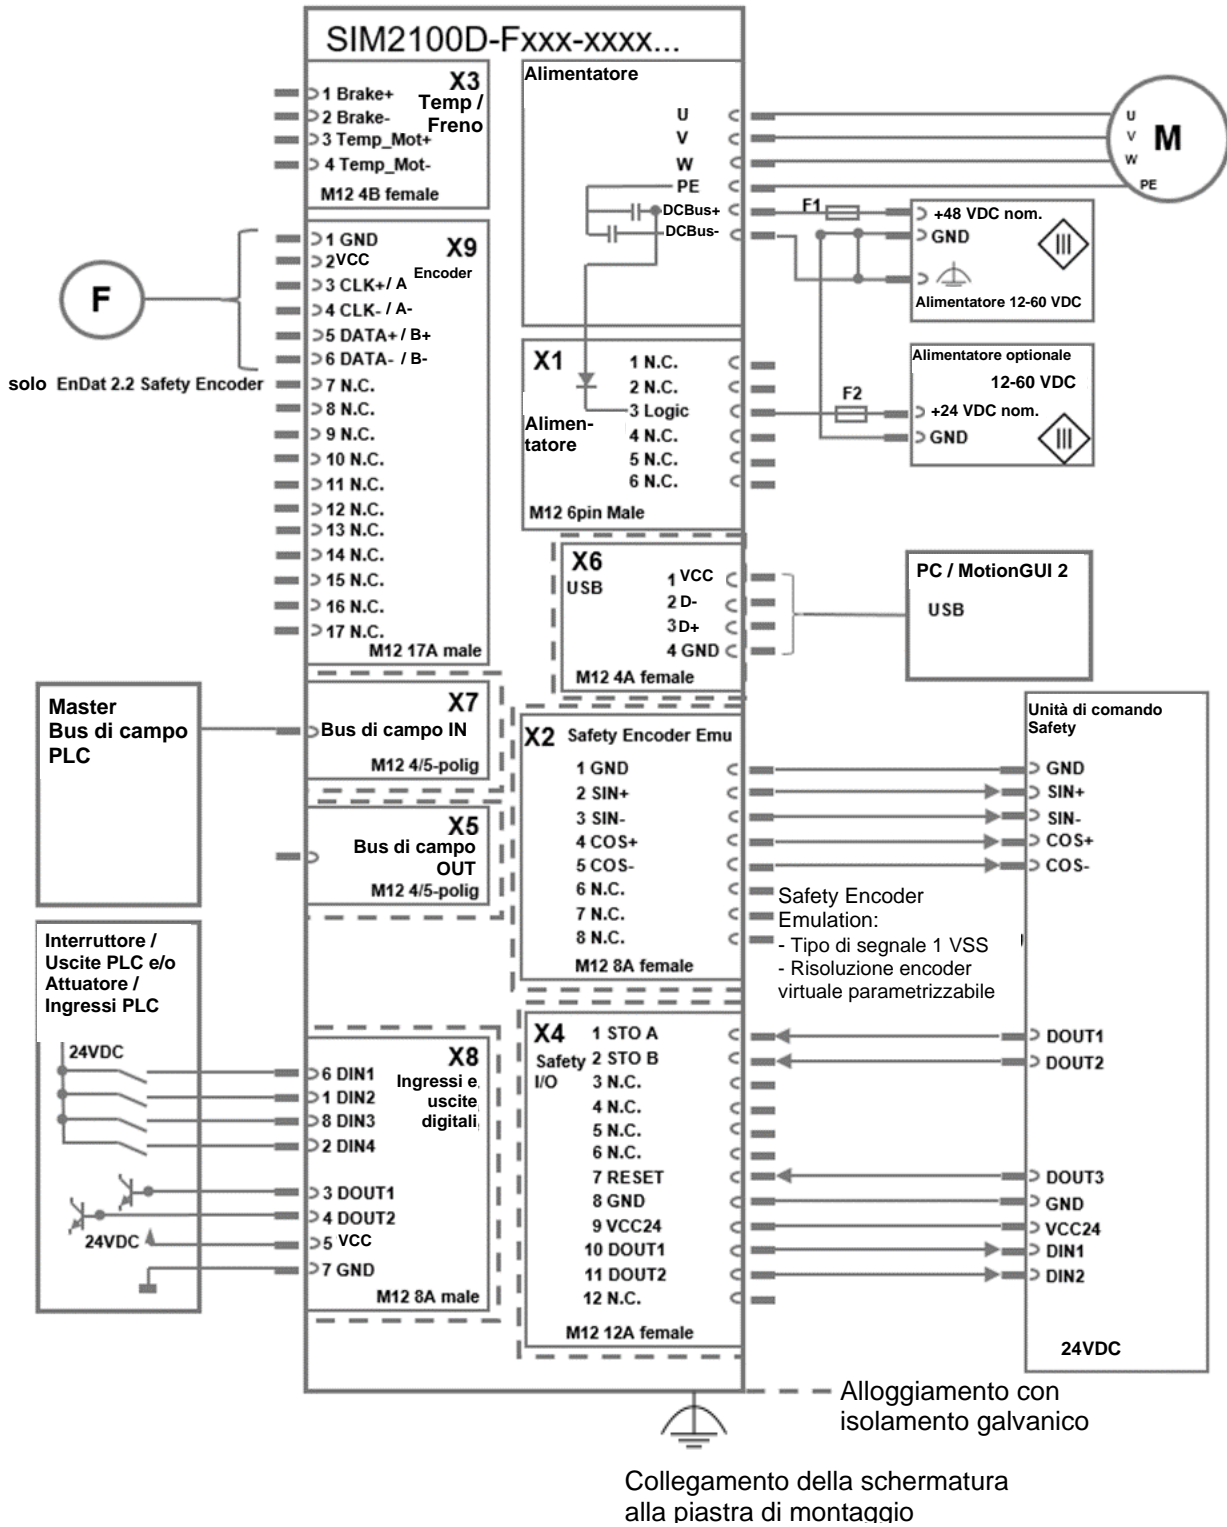 SIM2100D-Fxxx-xxxx...
X3
Temp /
Freno
1 Brake+
2 Brake-
3 Temp_Mot+
4 Temp_Mot-
M12 4B female
X9
Encoder
1 GND
2VCC
3 CLK+/ A
4 CLK- / A-
5 DATA+ / B+
6 DATA- / B-
7 N.C.
8 N.C.
9 N.C.
10 N.C.
11 N.C.
12 N.C.
13 N.C.
14 N.C.
15 N.C.
16 N.C.
17 N.C.
M12 17A male
F
solo EnDat 2.2 Safety Encoder
Master
Bus di campo
PLC
X7
Bus di campo IN
M12 4/5-polig
X5
Bus di campo
OUT
M12 4/5-polig
Interruttore /
Uscite PLC e/o
Attuatore /
Ingressi PLC
24VDC
24VDC
X8
Ingressi e
uscite
digitali
6 DIN1
1 DIN2
8 DIN3
2 DIN4
3 DOUT1
4 DOUT2
5 VCC
7 GND
M12 8A male
Alimentatore
U
V
W
PE
DCBus+
DCBus-
U
V
W
PE
M
F1
+48 VDC nom.
GND
Alimentatore 12-60 VDC
X1
Alimen-
tatore
1 N.C.
2 N.C.
3 Logic
4 N.C.
5 N.C.
6 N.C.
M12 6pin Male
F2
Alimentatore optionale
12-60 VDC
+24 VDC nom.
GND
X6
USB
1 VCC
2 D-
3 D+
4 GND
M12 4A female
PC / MotionGUI 2
USB
X2 Safety Encoder Emu
1 GND
2 SIN+
3 SIN-
4 COS+
5 COS-
6 N.C.
7 N.C.
8 N.C.
M12 8A female
Safety Encoder
Emulation:
- Tipo di segnale 1 VSS
- Risoluzione encoder
virtuale parametrizzabile
Unità di comando
Safety
GND
SIN+
SIN-
COS+
COS-
DOUT1
DOUT2
DOUT3
GND
VCC24
DIN1
DIN2
24VDC
X4
Safety
I/O
1 STO A
2 STO B
3 N.C.
4 N.C.
5 N.C.
6 N.C.
7 RESET
8 GND
9 VCC24
10 DOUT1
11 DOUT2
12 N.C.
M12 12A female
Alloggiamento con
isolamento galvanico
Collegamento della schermatura
alla piastra di montaggio